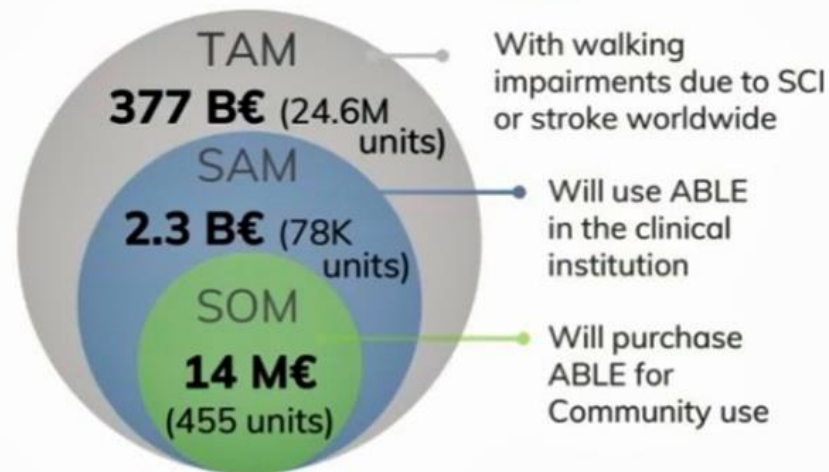 TAM
377 B€ (24.6M
units)
With walking
impairments due to SCI
or stroke worldwide
SAM
2.3 B€ (78K
units)
Will use ABLE
in the clinical
institution
SOM
14 M€
(455 units)
Will purchase
ABLE for
Community use